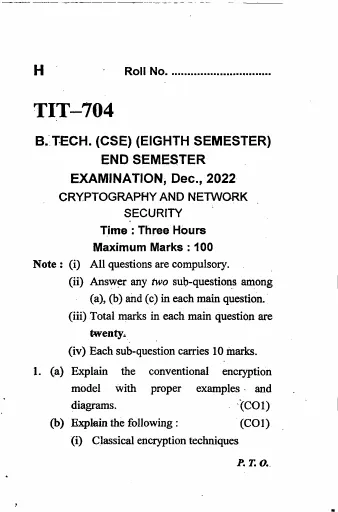 H Roll No. ...............................
TIT–704
B. TECH. (CSE) (EIGHTH SEMESTER)
END SEMESTER
EXAMINATION, Dec., 2022
CRYPTOGRAPHY AND NETWORK
SECURITY
Time : Three Hours
Maximum Marks : 100
Note : (i) All questions are compulsory.
(ii) Answer any two sub-questions among
(a), (b) and (c) in each main question.
(iii) Total marks in each main question are
twenty.
(iv) Each sub-question carries 10 marks.
1. (a) Explain the conventional encryption
model with proper examples and
diagrams. (CO1)
(b) Explain the following : (CO1)
(i) Classical encryption techniques
P. T. O.